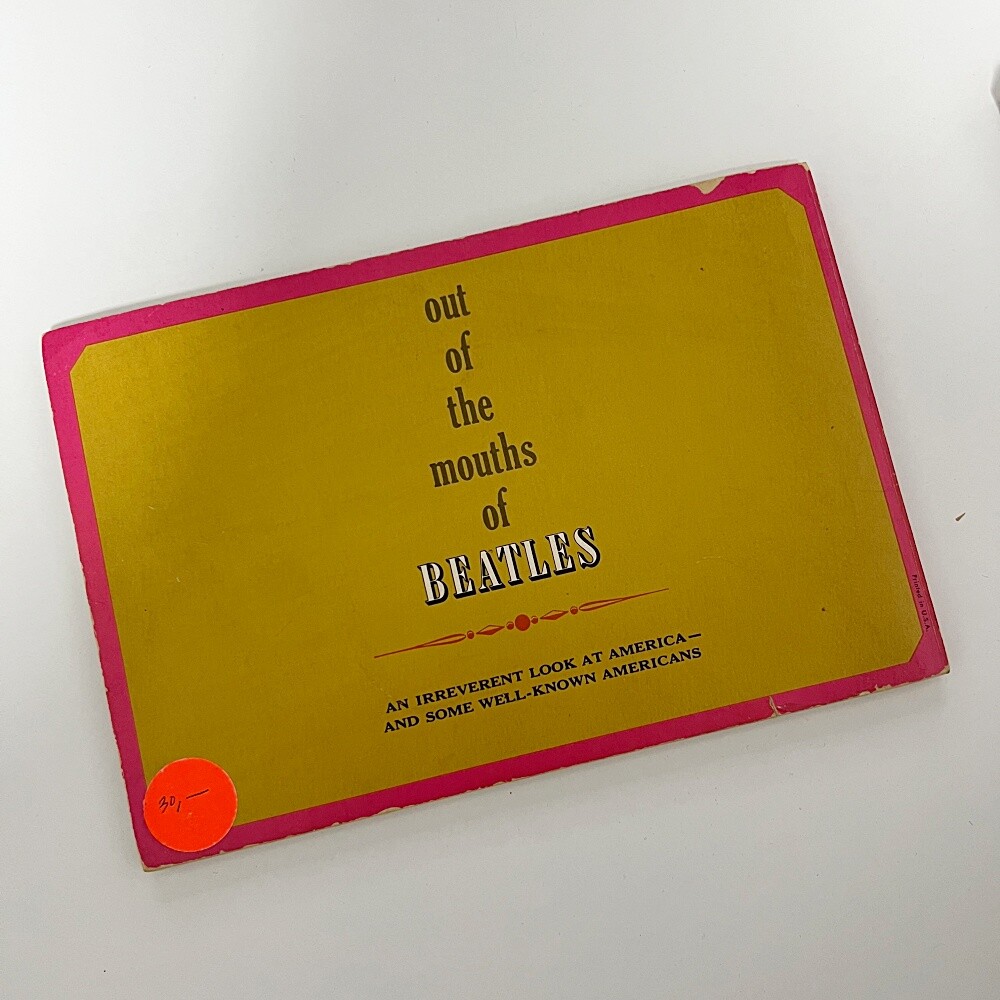 out
of
the
mouths
of
BEATLES
AN IRREVERENT LOOK AT AMERICA—
AND SOME WELL-KNOWN AMERICANS
Printed in U.S.A.
30,—